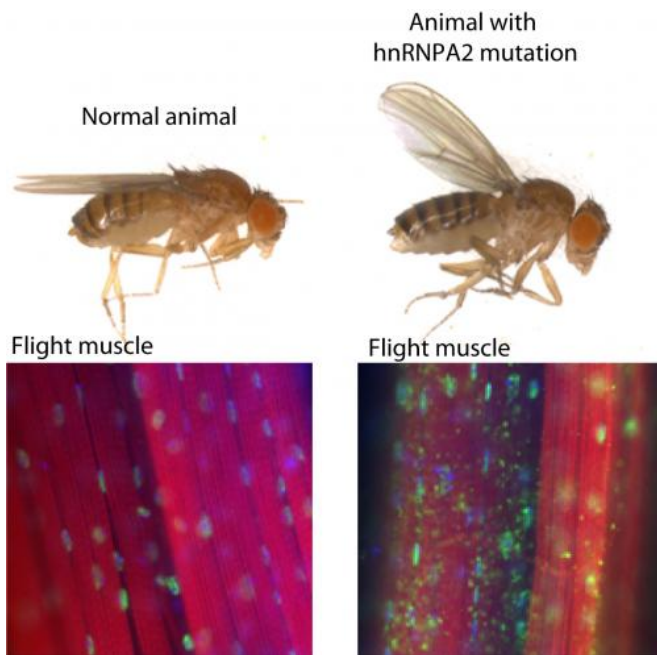 Normal animal
Animal with
hnRNPA2 mutation
Flight muscle
Flight muscle